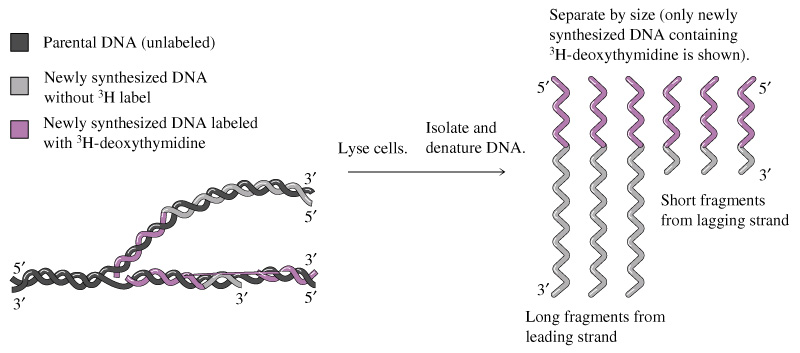 Parental DNA (unlabeled)
Newly synthesized DNA
without ³H label
Newly synthesized DNA labeled
with ³H-deoxythymidine
3′
5′
5′
3′
3′
3′
5′
Lyse cells.
Isolate and
denature DNA.
Separate by size (only newly
synthesized DNA containing
³H-deoxythymidine is shown).
5′
5′
3′
Short fragments
from lagging strand
3′
Long fragments from
leading strand